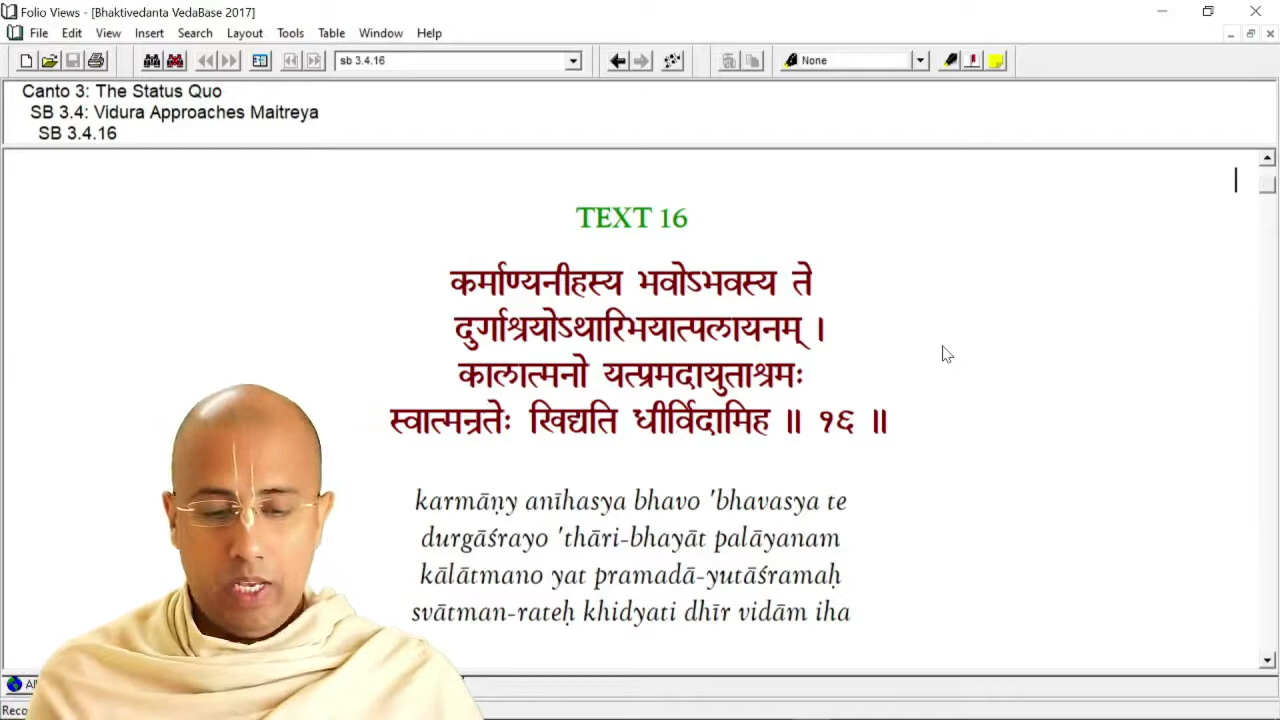 Folio Views - [Bhaktivedanta VedaBase 2017]
File Edit View Insert Search Layout Tools Table Window Help
sb 3.4.16
None
Canto 3: The Status Quo
SB 3.4: Vidura Approaches Maitreya
SB 3.4.16
TEXT 16
कर्माण्यनीहस्य भवोऽभवस्य ते
दुर्गाश्रयोऽथारिभयात्पलायनम् ।
कालात्मनो यत्प्रमदायुताश्रमः
स्वात्मन्रतेः खिद्यति धीर्विदामिह ॥ १६ ॥
karmāṇy anīhasya bhavo 'bhavasya te
durgāśrayo 'thāri-bhayāt palāyanam
kālātmano yat pramadā-yutāśramaḥ
svātman-rateḥ khidyati dhīr vidām iha